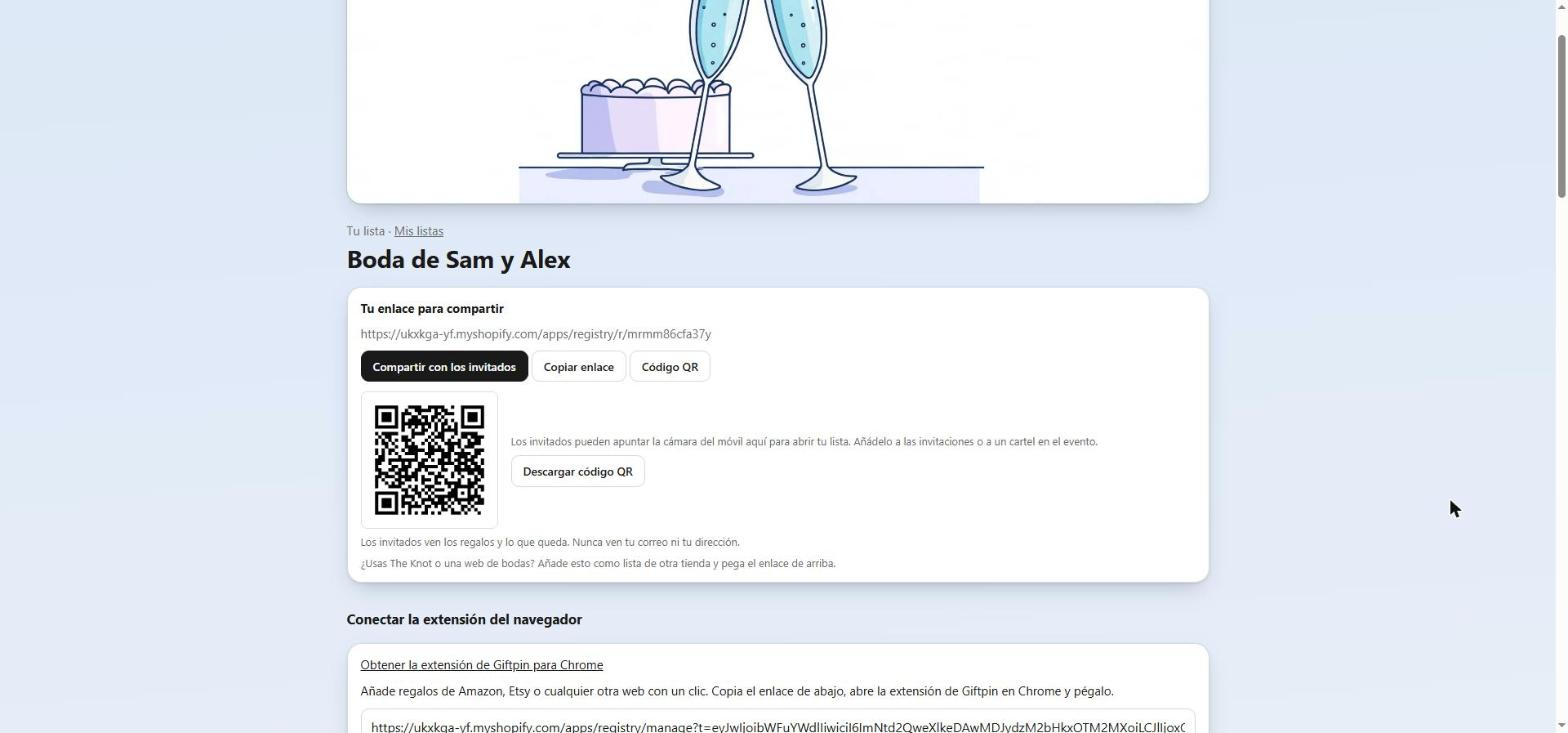 Tu lista · Mis listas
Boda de Sam y Alex
Tu enlace para compartir
https://ukxkga-yf.myshopify.com/apps/registry/r/mrmm86cfa37y
Compartir con los invitados Copiar enlace Código QR
Los invitados pueden apuntar la cámara del móvil aquí para abrir tu lista. Añádelo a las invitaciones o a un cartel en el evento.
Descargar código QR
Los invitados ven los regalos y lo que queda. Nunca ven tu correo ni tu dirección.
¿Usas The Knot o una web de bodas? Añade esto como lista de otra tienda y pega el enlace de arriba.
Conectar la extensión del navegador
Obtener la extensión de Giftpin para Chrome
Añade regalos de Amazon, Etsy o cualquier otra web con un clic. Copia el enlace de abajo, abre la extensión de Giftpin en Chrome y pégalo.